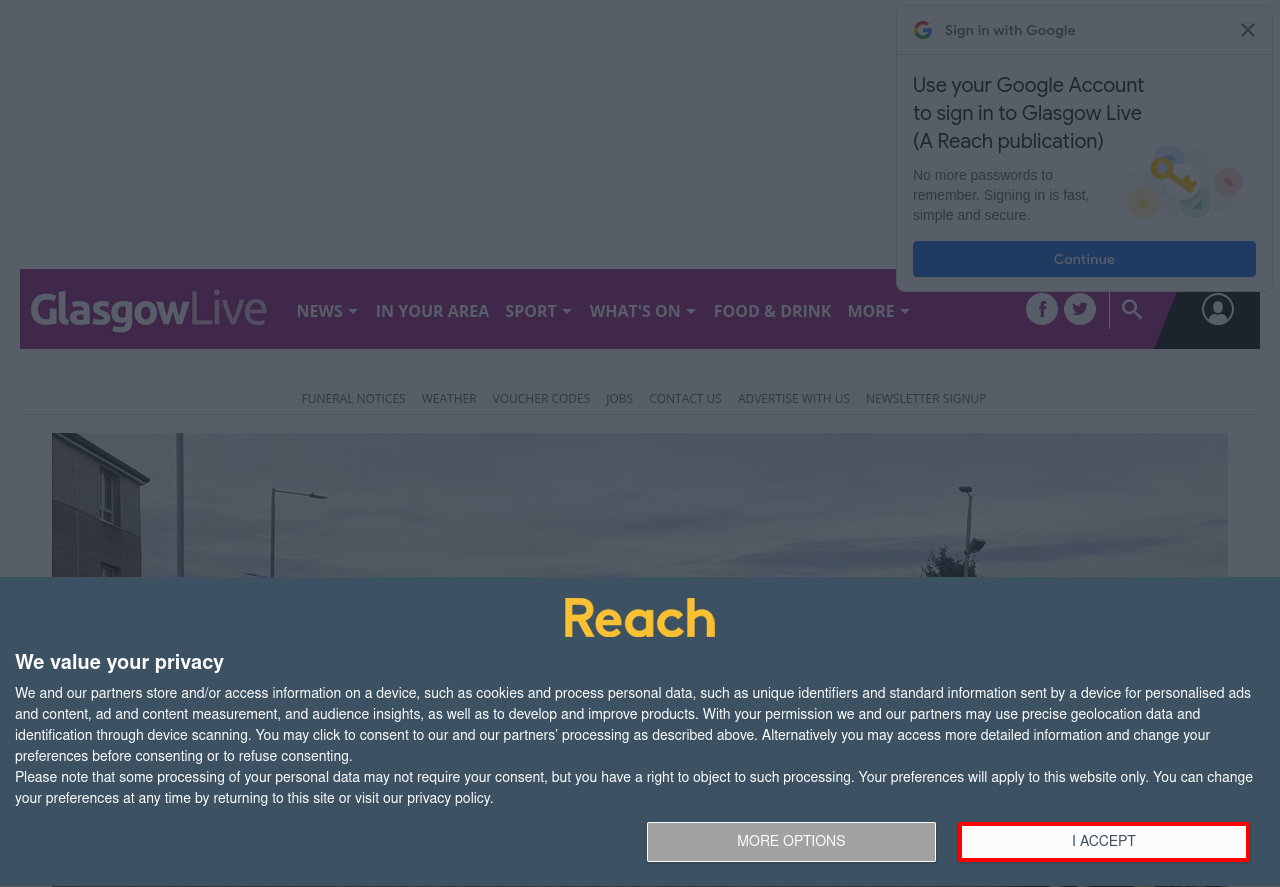 Sign in with Google
Use your Google Account
to sign in to Glasgow Live
(A Reach publication)
No more passwords to
remember. Signing in is fast,
simple and secure.
Continue
GlasgowLive
NEWS
IN YOUR AREA
SPORT
WHAT'S ON
FOOD & DRINK
MORE
FUNERAL NOTICES
WEATHER
VOUCHER CODES
JOBS
CONTACT US
ADVERTISE WITH US
NEWSLETTER SIGNUP
Reach
We value your privacy
We and our partners store and/or access information on a device, such as cookies and process personal data, such as unique identifiers and standard information sent by a device for personalised ads
and content, ad and content measurement, and audience insights, as well as to develop and improve products. With your permission we and our partners may use precise geolocation data and
identification through device scanning. You may click to consent to our and our partners’ processing as described above. Alternatively you may access more detailed information and change your
preferences before consenting or to refuse consenting.
Please note that some processing of your personal data may not require your consent, but you have a right to object to such processing. Your preferences will apply to this website only. You can change
your preferences at any time by returning to this site or visit our privacy policy.
MORE OPTIONS
I ACCEPT